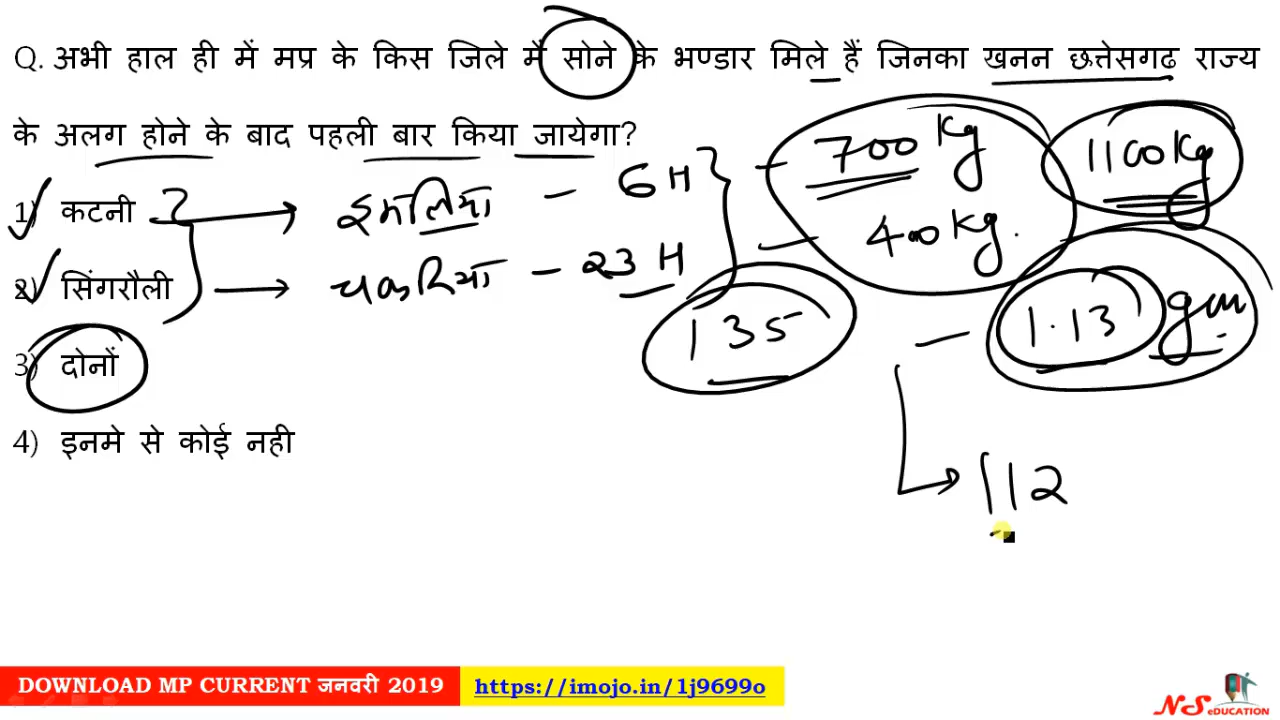 Q. अभी हाल ही में मप्र के किस जिले में सोने के भण्डार मिले हैं जिनका खनन छत्तेसगढ राज्य
के अलग होने के बाद पहली बार किया जायेगा?
1) कटनी
इमलिया - 6 H - 700 Kg
1100 Kg
2) सिंगरौली
चकरिया - 23 H - 400 Kg.
135 - 1.13 gm
3) दोनों
4) इनमे से कोई नही
112
DOWNLOAD MP CURRENT जनवरी 2019 https://imojo.in/1j9699o
NS eDUCATION